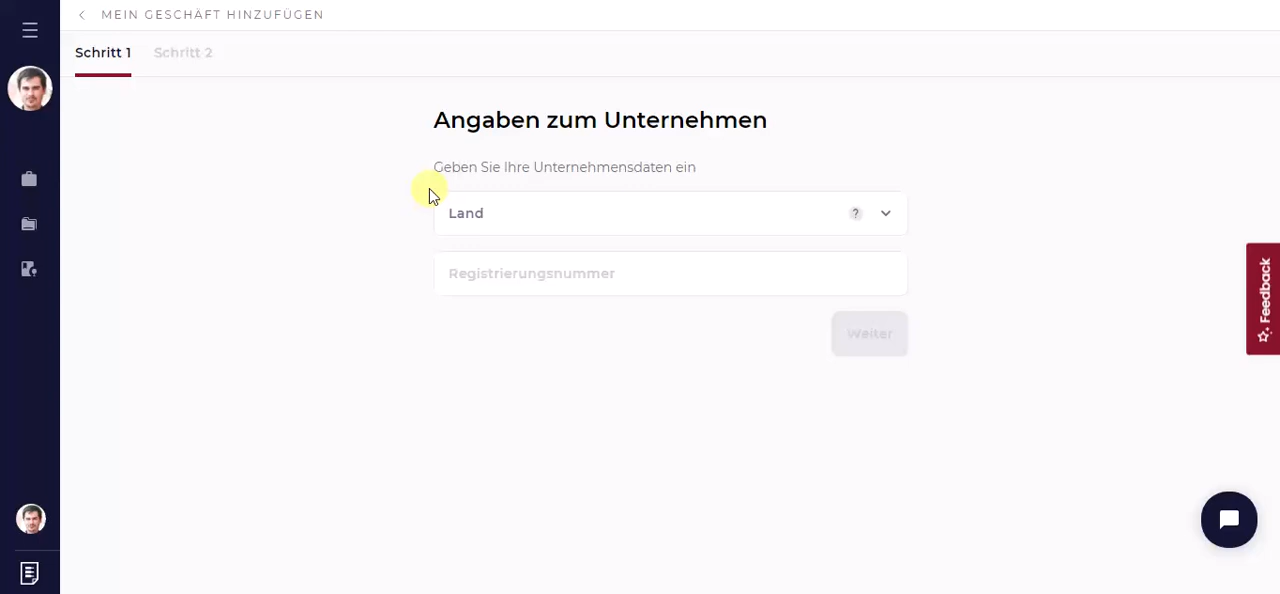 MEIN GESCHÄFT HINZUFÜGEN
Schritt 1 Schritt 2
Angaben zum Unternehmen
Geben Sie Ihre Unternehmensdaten ein
Land ?
Registrierungsnummer
Weiter
Feedback